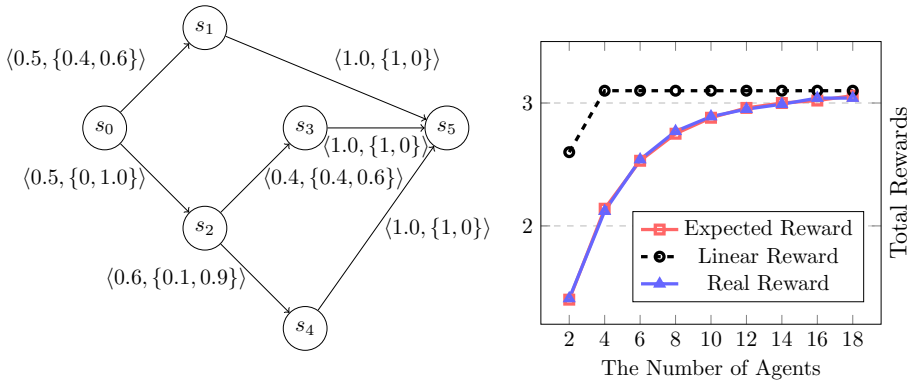 s1
⟨0.5, {0.4, 0.6}⟩
⟨1.0, {1, 0}⟩
s0
s3
s5
⟨1.0, {1, 0}⟩
⟨0.5, {0, 1.0}⟩
⟨0.4, {0.4, 0.6}⟩
s2
⟨1.0, {1, 0}⟩
⟨0.6, {0.1, 0.9}⟩
s4
3
2
Total Rewards
Expected Reward
Linear Reward
Real Reward
2 4 6 8 10 12 14 16 18
The Number of Agents